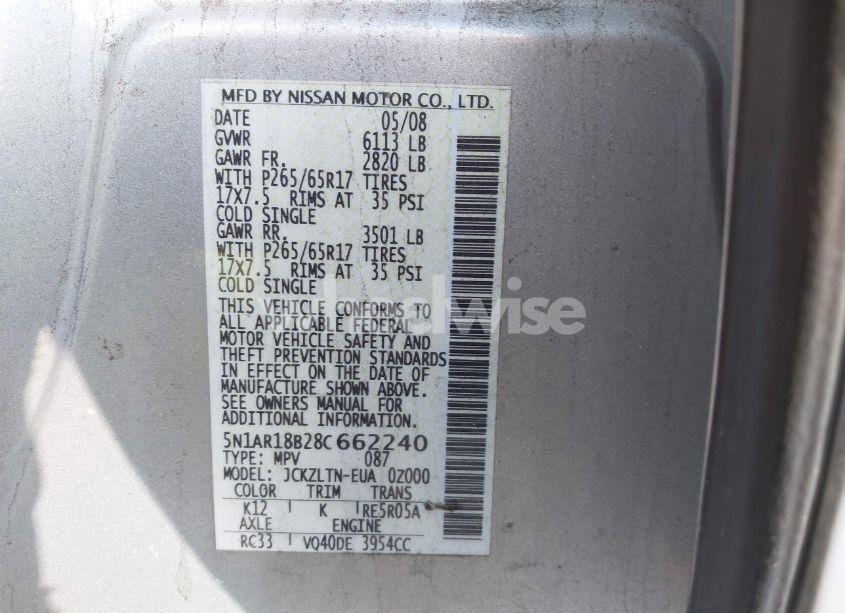 MFD BY NISSAN MOTOR CO., LTD.
DATE 05/08
GVWR 6113 LB
GAWR FR. 2820 LB
WITH P265/65R17 TIRES
17X7.5 RIMS AT 35 PSI
COLD SINGLE
GAWR RR. 3501 LB
WITH P265/65R17 TIRES
17X7.5 RIMS AT 35 PSI
COLD SINGLE
THIS VEHICLE CONFORMS TO
ALL APPLICABLE FEDERAL
MOTOR VEHICLE SAFETY AND
THEFT PREVENTION STANDARDS
IN EFFECT ON THE DATE OF
MANUFACTURE SHOWN ABOVE.
SEE OWNERS MANUAL FOR
ADDITIONAL INFORMATION.
5N1AR18B28C662240
TYPE: MPV 087
MODEL: JCKZLTN-EUA 0Z000
COLOR TRIM TRANS
K12 K RE5R05A
AXLE ENGINE
RC33 VQ40DE 3954CC